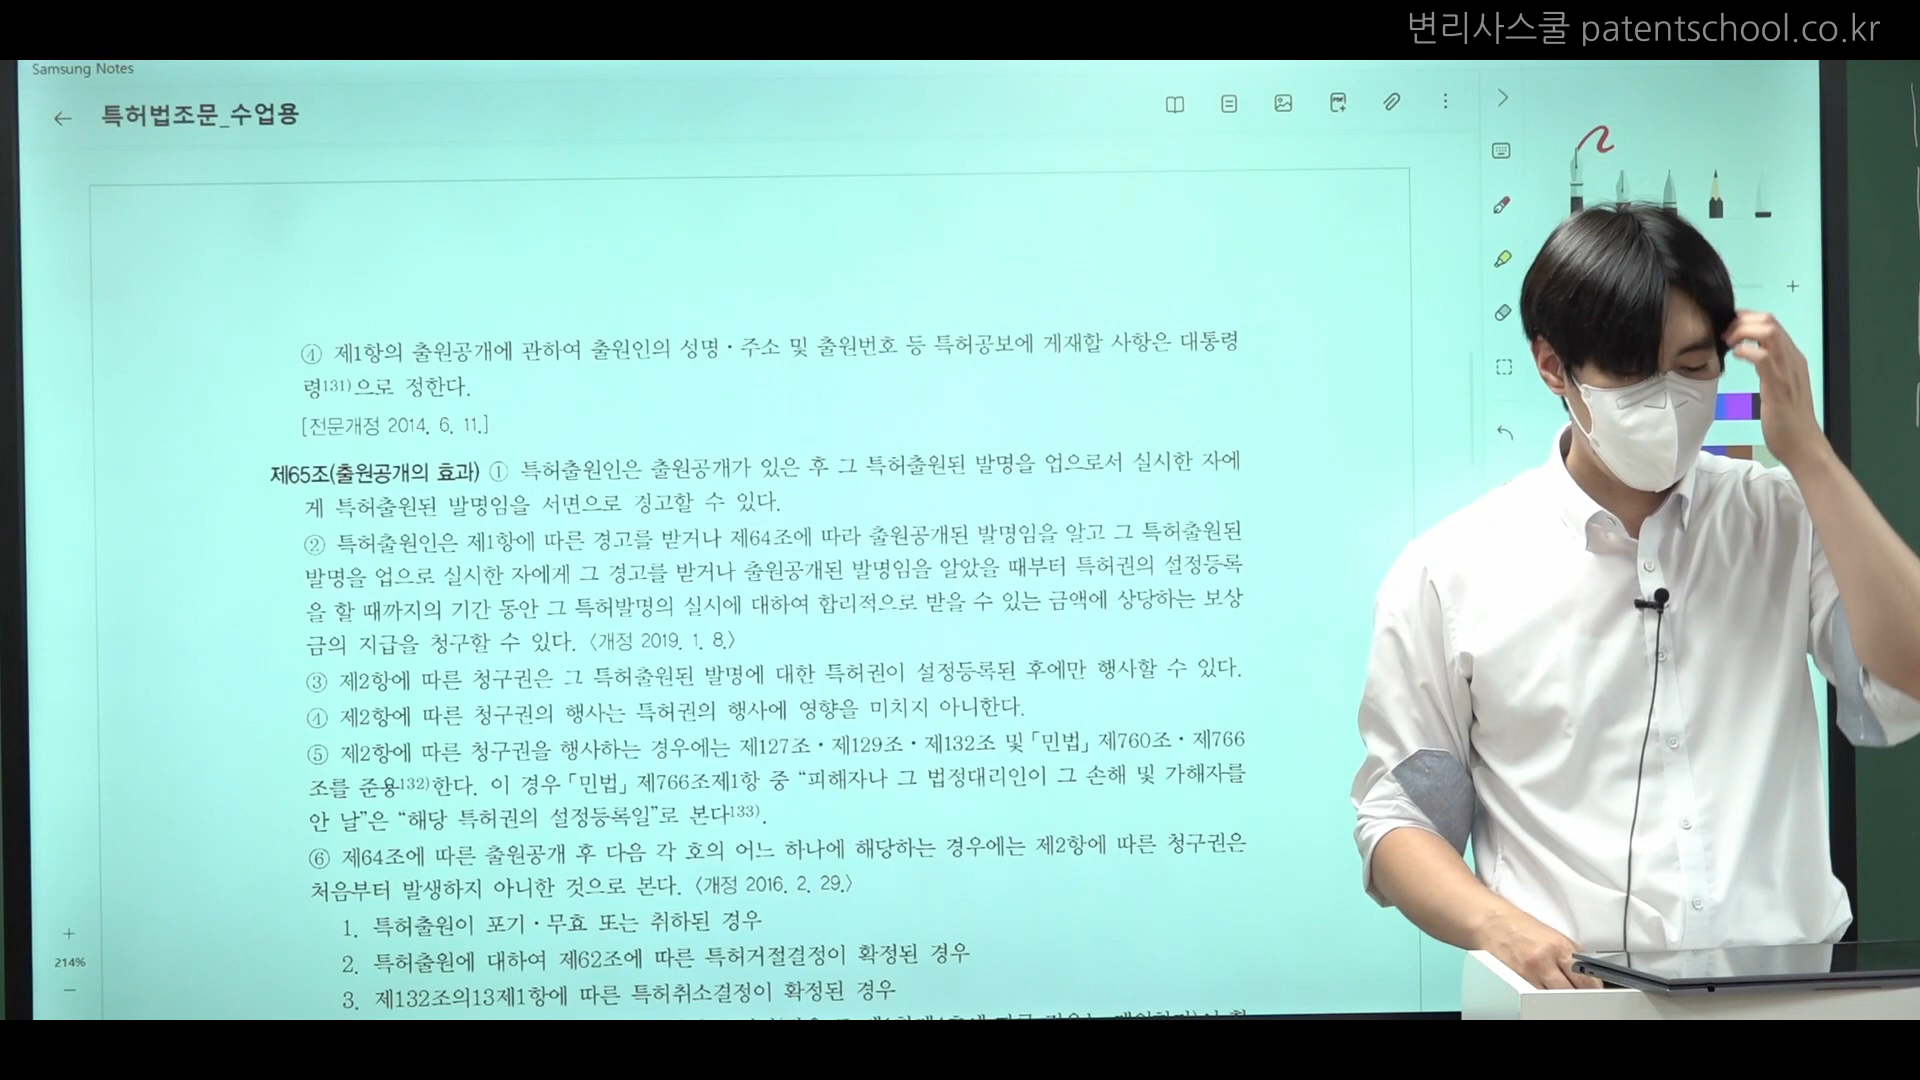 변리사스쿨 patentschool.co.kr
Samsung Notes
특허법조문_수업용
④ 제1항의 출원공개에 관하여 출원인의 성명·주소 및 출원번호 등 특허공보에 게재할 사항은 대통령
령131)으로 정한다.
[전문개정 2014. 6. 11.]
제65조(출원공개의 효과) ① 특허출원인은 출원공개가 있은 후 그 특허출원된 발명을 업으로서 실시한 자에
게 특허출원된 발명임을 서면으로 경고할 수 있다.
② 특허출원인은 제1항에 따른 경고를 받거나 제64조에 따라 출원공개된 발명임을 알고 그 특허출원된
발명을 업으로 실시한 자에게 그 경고를 받거나 출원공개된 발명임을 알았을 때부터 특허권의 설정등록
을 할 때까지의 기간 동안 그 특허발명의 실시에 대하여 합리적으로 받을 수 있는 금액에 상당하는 보상
금의 지급을 청구할 수 있다. 〈개정 2019. 1. 8.〉
③ 제2항에 따른 청구권은 그 특허출원된 발명에 대한 특허권이 설정등록된 후에만 행사할 수 있다.
④ 제2항에 따른 청구권의 행사는 특허권의 행사에 영향을 미치지 아니한다.
⑤ 제2항에 따른 청구권을 행사하는 경우에는 제127조·제129조·제132조 및 「민법」 제760조·제766
조를 준용132)한다. 이 경우 「민법」 제766조제1항 중 “피해자나 그 법정대리인이 그 손해 및 가해자를
안 날”은 “해당 특허권의 설정등록일”로 본다133).
⑥ 제64조에 따른 출원공개 후 다음 각 호의 어느 하나에 해당하는 경우에는 제2항에 따른 청구권은
처음부터 발생하지 아니한 것으로 본다. 〈개정 2016. 2. 29.〉
1. 특허출원이 포기·무효 또는 취하된 경우
2. 특허출원에 대하여 제62조에 따른 특허거절결정이 확정된 경우
3. 제132조의13제1항에 따른 특허취소결정이 확정된 경우
214%